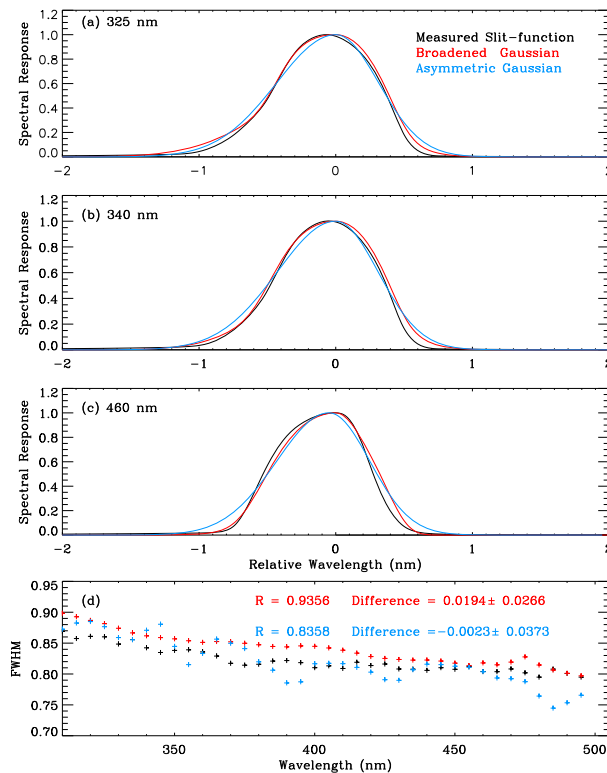 (a) 325 nm
Measured Slit-function
Broadened Gaussian
Asymmetric Gaussian
Spectral Response
1.2
1.0
0.8
0.6
0.4
0.2
0.0
-2 -1 0 1 2
(b) 340 nm
Spectral Response
1.2
1.0
0.8
0.6
0.4
0.2
0.0
-2 -1 0 1 2
(c) 460 nm
Spectral Response
1.2
1.0
0.8
0.6
0.4
0.2
0.0
-2 -1 0 1 2
Relative Wavelength (nm)
(d)
R = 0.9356 Difference = 0.0194± 0.0266
R = 0.8358 Difference =-0.0023± 0.0373
FWHM
0.95
0.90
0.85
0.80
0.75
0.70
350 400 450 500
Wavelength (nm)